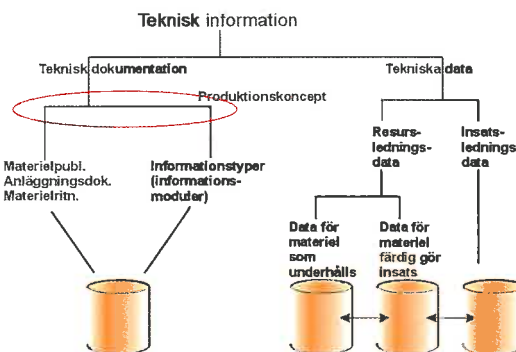 Teknisk information
Teknisk dokumentation
Tekniska data
Produktionskoncept
Resurs-
lednings-
data
Insats-
lednings
data
Materielpubl.
Anläggningsdok.
Materielritn.
Informationstyper
(informations-
moduler)
Data för
materiel
som
underhålls
Data för
materiel
färdig gör
insats